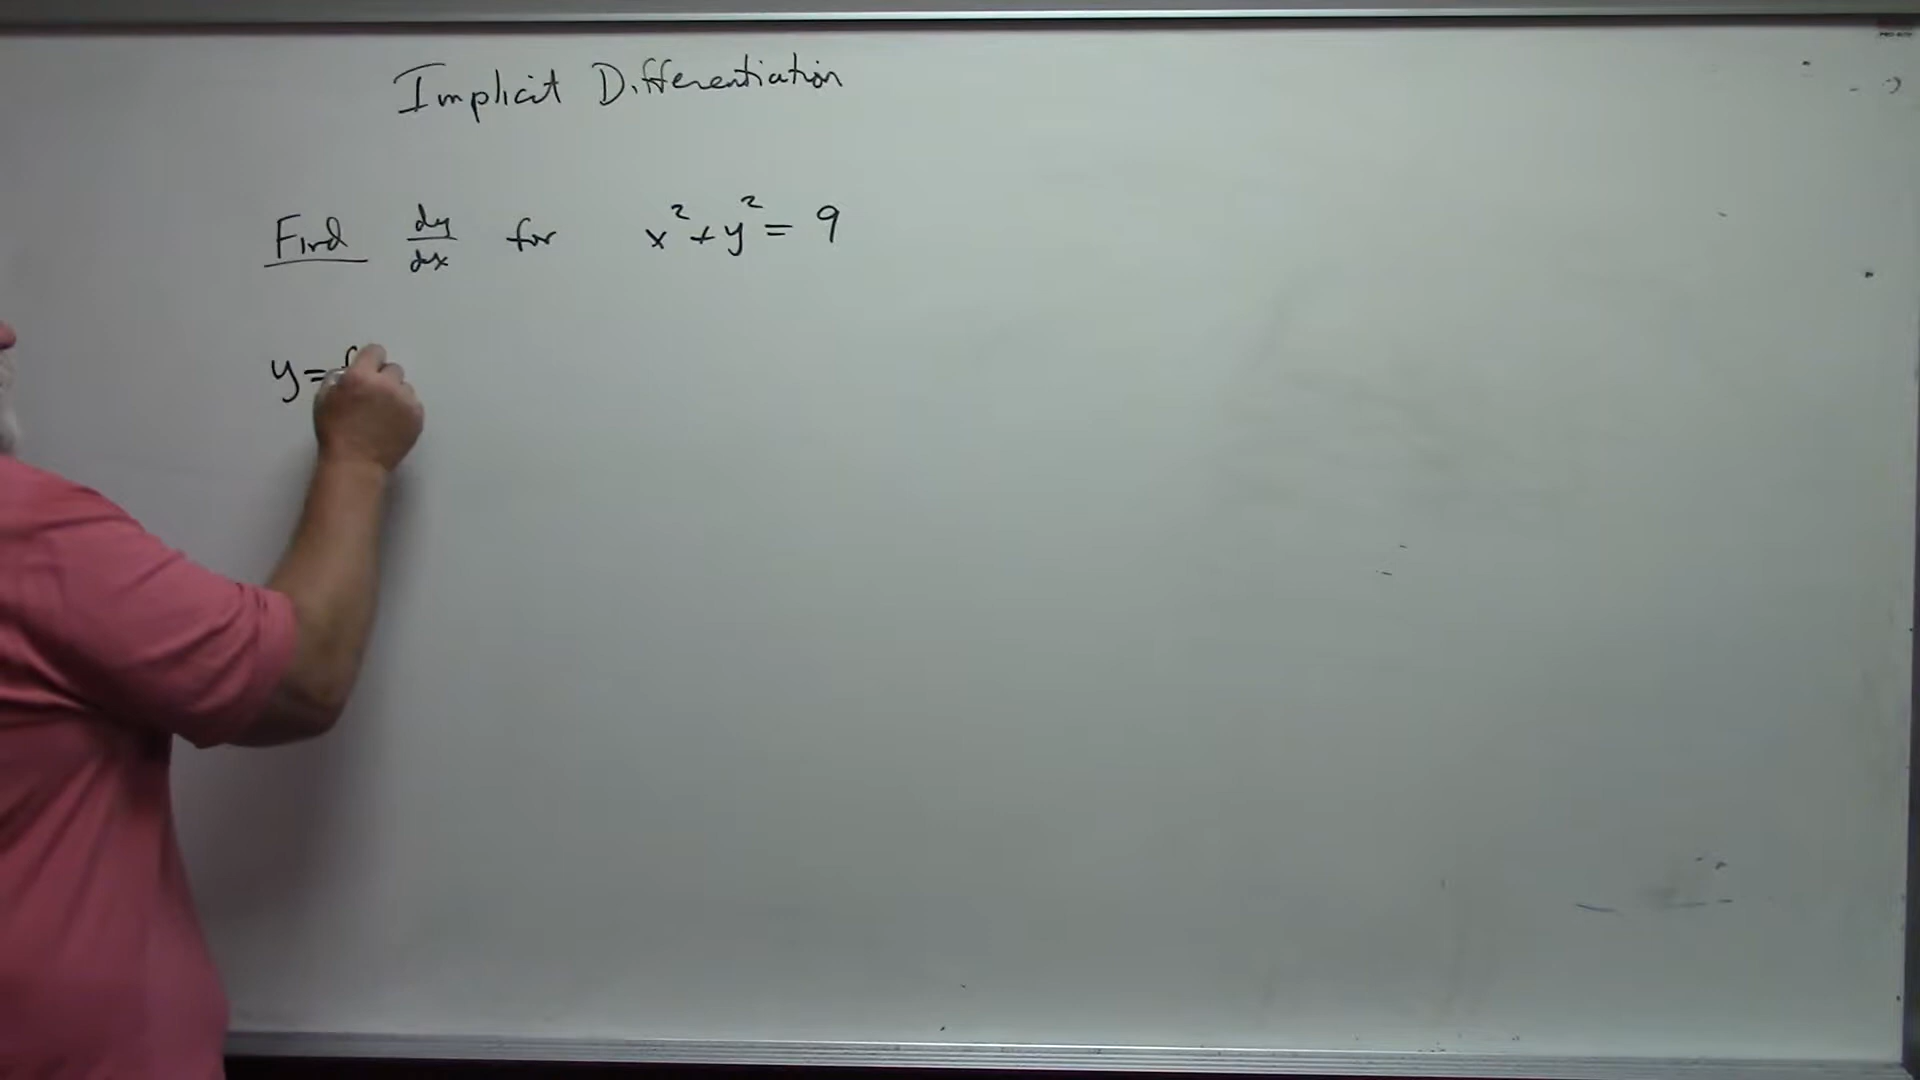 Implicit Differentiation
Find dy/dx for x² + y² = 9
y = f